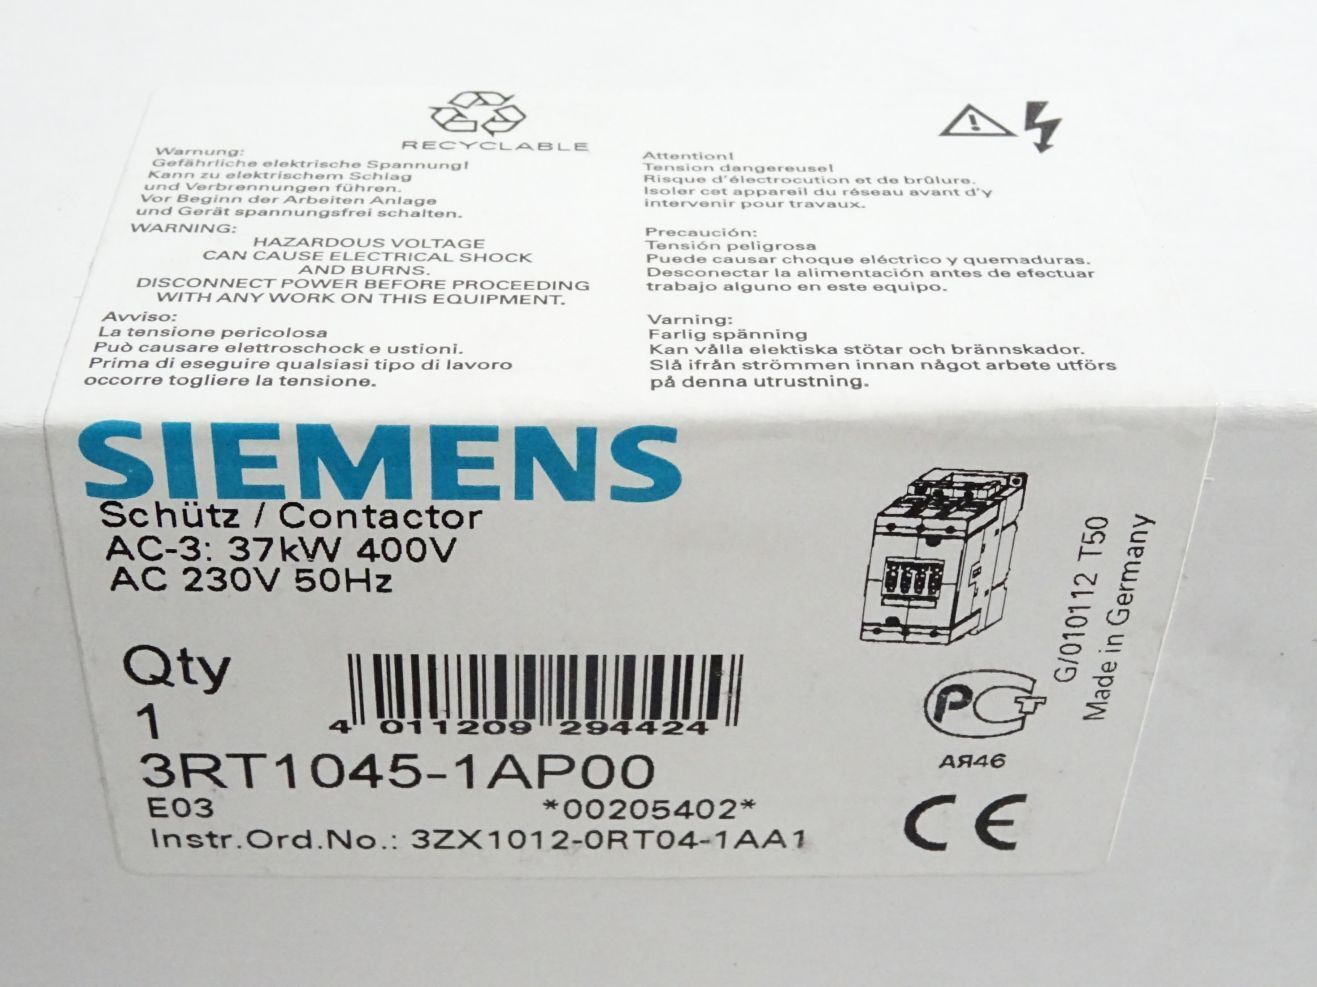 RECYCLABLE
Warnung:
Gefährliche elektrische Spannung!
Kann zu elektrischem Schlag
und Verbrennungen führen.
Vor Beginn der Arbeiten Anlage
und Gerät spannungsfrei schalten.
WARNING:
HAZARDOUS VOLTAGE
CAN CAUSE ELECTRICAL SHOCK
AND BURNS.
DISCONNECT POWER BEFORE PROCEEDING
WITH ANY WORK ON THIS EQUIPMENT.
Avviso:
La tensione pericolosa
Può causare elettroschock e ustioni.
Prima di eseguire qualsiasi tipo di lavoro
occorre togliere la tensione.
Attention!
Tension dangereuse!
Risque d'électrocution et de brûlure.
Isoler cet appareil du réseau avant d'y
intervenir pour travaux.
Precaución:
Tensión peligrosa
Puede causar choque eléctrico y quemaduras.
Desconectar la alimentación antes de efectuar
trabajo alguno en este equipo.
Varning:
Farlig spänning
Kan vålla elektiska stötar och brännskador.
Slå ifrån strömmen innan något arbete utförs
på denna utrustning.
SIEMENS
Schütz / Contactor
AC-3: 37kW 400V
AC 230V 50Hz
Qty
1
4 011209 294424
3RT1045-1AP00
E03 *00205402*
Instr.Ord.No.: 3ZX1012-0RT04-1AA1
G/010112 T50
Made in Germany
РСТ
АЯ46
CE